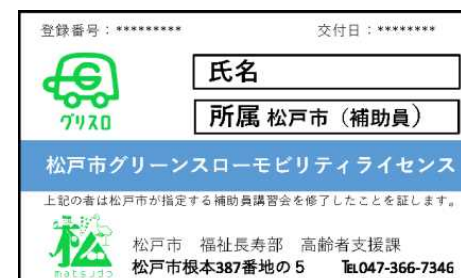 登録番号：********* 交付日：********
グリスロ
氏名
所属 松戸市（補助員）
松戸市グリーンスローモビリティライセンス
上記の者は松戸市が指定する補助員講習会を修了したことを証します。
松
matsudo
松戸市 福祉長寿部 高齢者支援課
松戸市根本387番地の５ ℡047-366-7346